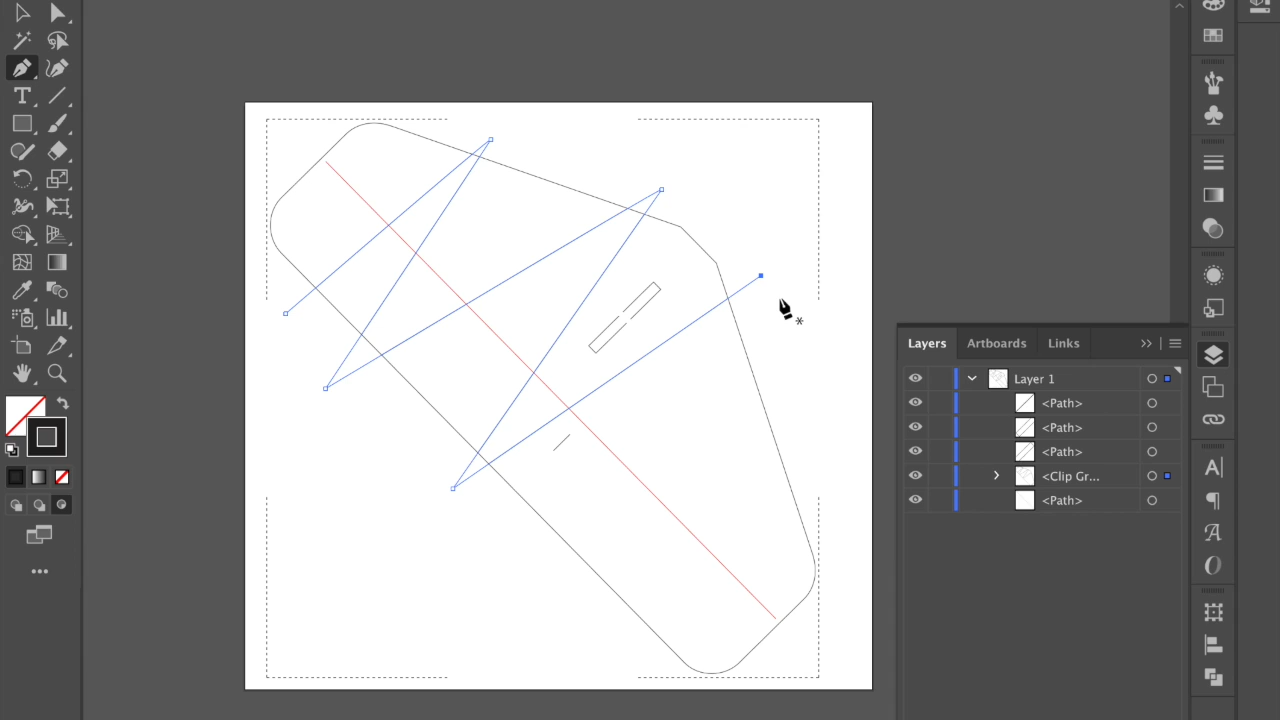 Layers Artboards Links
Layer 1
<Path>
<Path>
<Path>
<Clip Gr...
<Path>